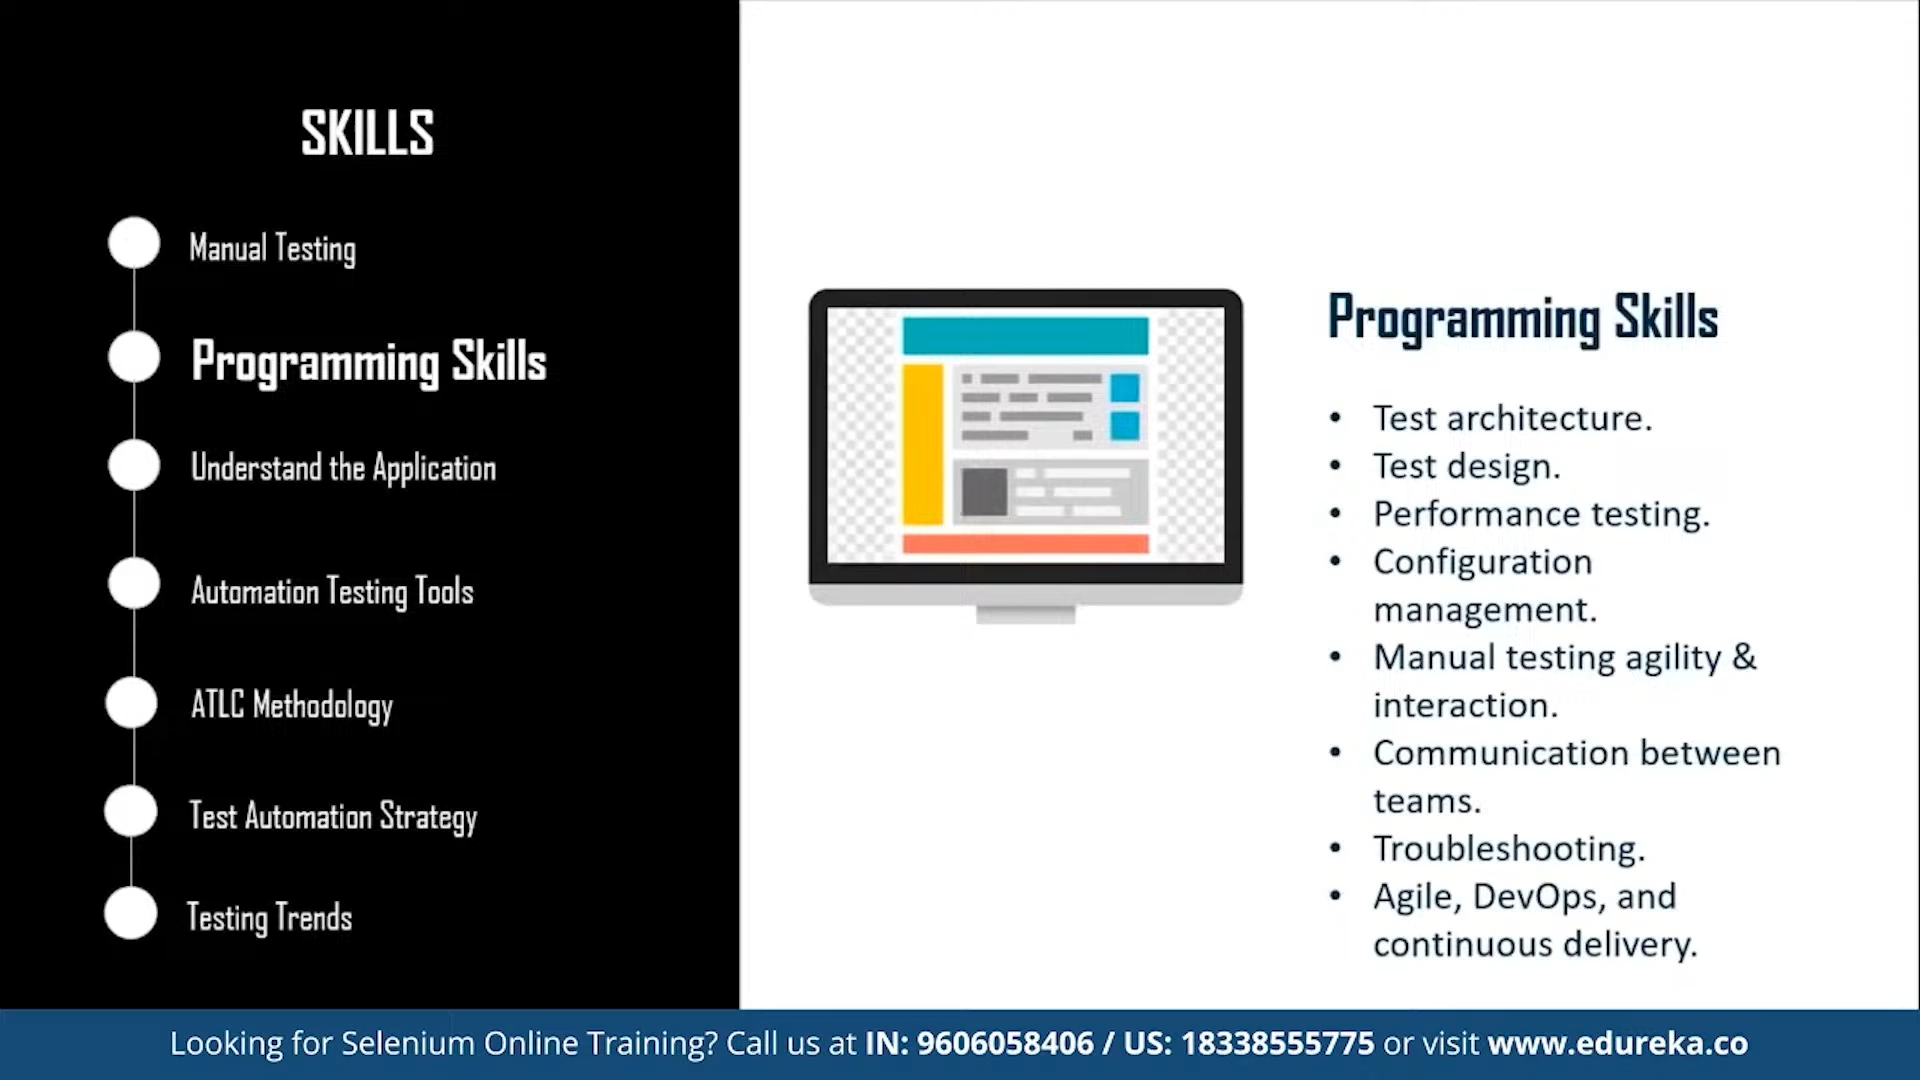 SKILLS
Manual Testing
Programming Skills
Understand the Application
Automation Testing Tools
ATLC Methodology
Test Automation Strategy
Testing Trends
Programming Skills
• Test architecture.
• Test design.
• Performance testing.
• Configuration
management.
• Manual testing agility &
interaction.
• Communication between
teams.
• Troubleshooting.
• Agile, DevOps, and
continuous delivery.
Looking for Selenium Online Training? Call us at IN: 9606058406 / US: 18338555775 or visit www.edureka.co